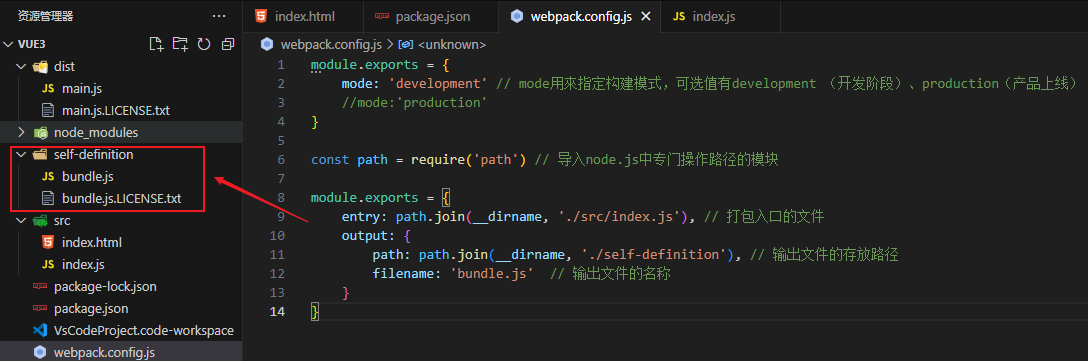 资源管理器 ···
index.html
package.json
webpack.config.js
JS index.js
VUE3
webpack.config.js > <unknown>
dist
JS main.js
main.js.LICENSE.txt
node_modules
self-definition
JS bundle.js
bundle.js.LICENSE.txt
src
index.html
JS index.js
package-lock.json
package.json
VsCodeProject.code-workspace
webpack.config.js
1 module.exports = {
2 mode: 'development' // mode用來指定构建模式，可选值有development （开发阶段）、production（产品上线）
3 //mode:'production'
4 }
5
6 const path = require('path') // 导入node.js中专门操作路径的模块
7
8 module.exports = {
9 entry: path.join(__dirname, './src/index.js'), // 打包入口的文件
10 output: {
11 path: path.join(__dirname, './self-definition'), // 输出文件的存放路径
12 filename: 'bundle.js' // 输出文件的名称
13 }
14 }